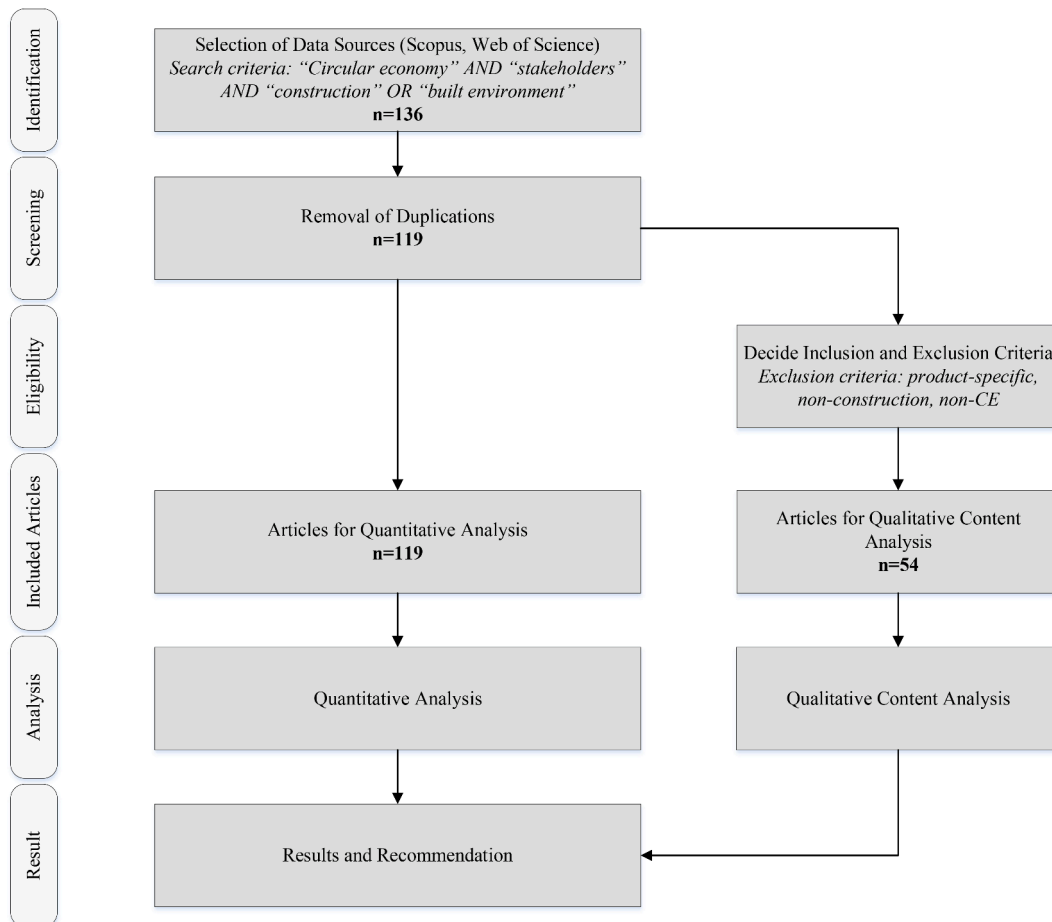 Identification
Selection of Data Sources (Scopus, Web of Science)
Search criteria: “Circular economy” AND “stakeholders”
AND “construction” OR “built environment”
n=136
Screening
Removal of Duplications
n=119
Eligibility
Decide Inclusion and Exclusion Criteria
Exclusion criteria: product-specific,
non-construction, non-CE
Included Articles
Articles for Quantitative Analysis
n=119
Articles for Qualitative Content
Analysis
n=54
Analysis
Quantitative Analysis
Qualitative Content Analysis
Result
Results and Recommendation